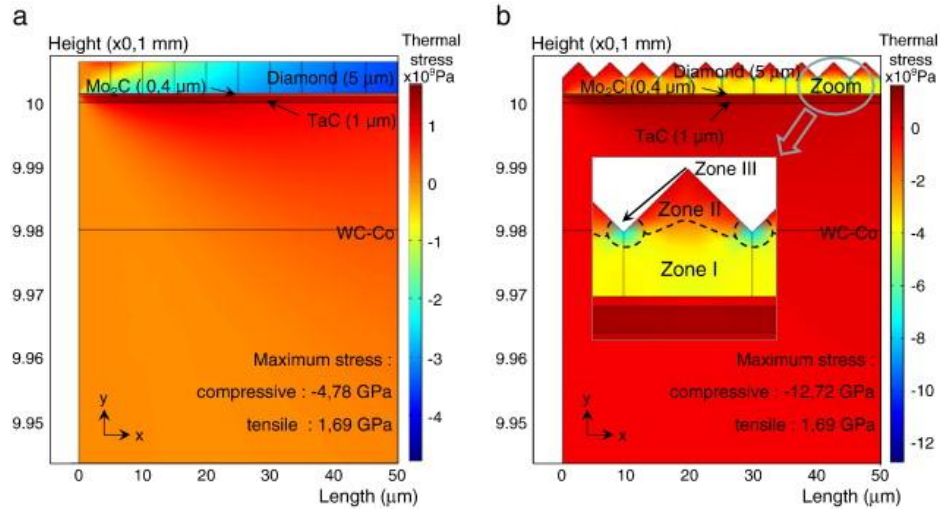 a
Height (x0,1 mm)
Thermal
stress
x10⁹Pa
Diamond (5 μm)
Mo₂C ( 0,4 μm)
TaC (1 μm)
WC-Co
10
9.99
9.98
9.97
9.96
9.95
1
0
-1
-2
-3
-4
Maximum stress :
compressive : -4,78 GPa
tensile : 1,69 GPa
y
x
0 10 20 30 40 50
Length (μm)
b
Height (x0,1 mm)
Thermal
stress
x10⁹Pa
Diamond (5 μm)
Mo₂C (0,4 μm)
Zoom
TaC (1 μm)
Zone III
Zone II
Zone I
WC-Co
10
9.99
9.98
9.97
9.96
9.95
0
-2
-4
-6
-8
-10
-12
Maximum stress :
compressive : -12,72 GPa
tensile : 1,69 GPa
y
x
0 10 20 30 40 50
Length (μm)